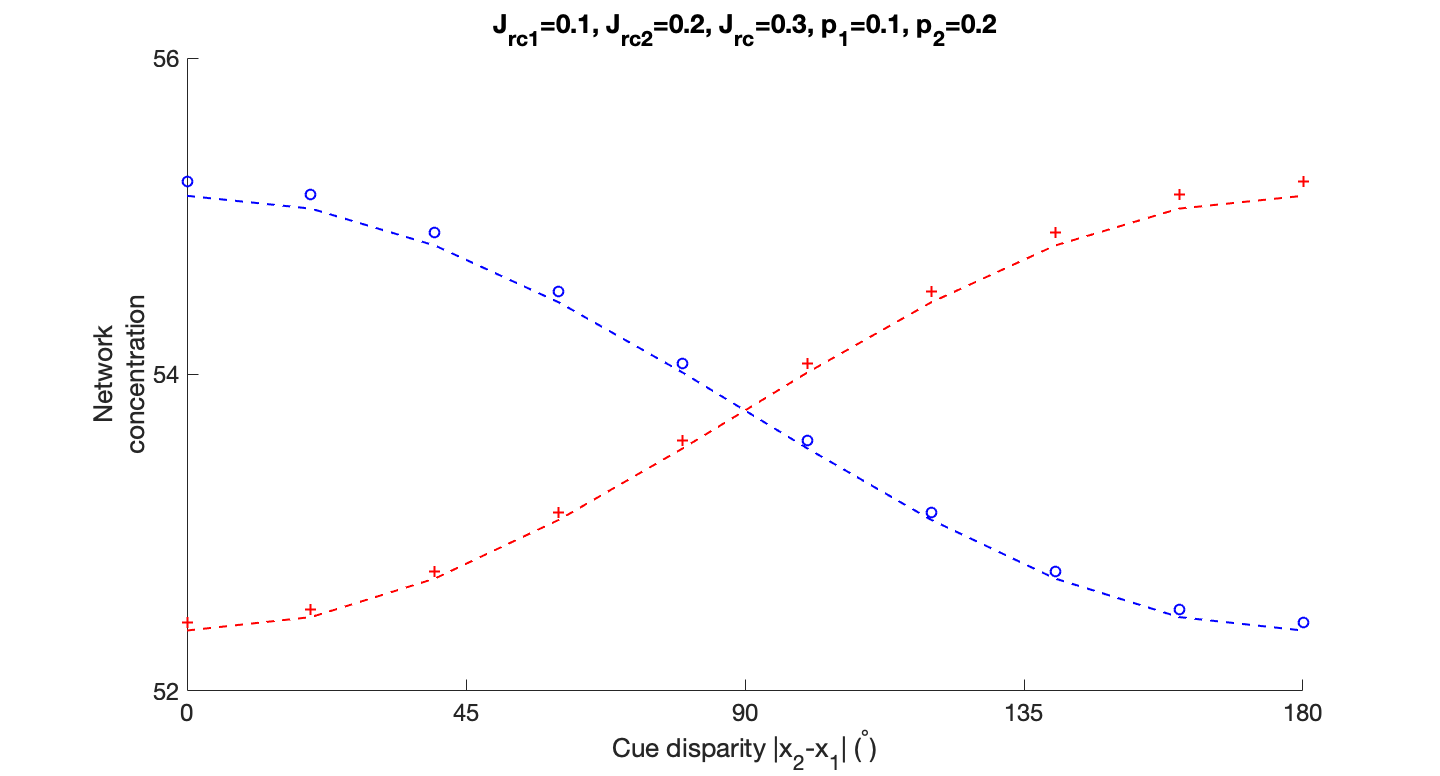 J_rc1=0.1, J_rc2=0.2, J_rc=0.3, p_1=0.1, p_2=0.2
56
54
52
Network
concentration
0 45 90 135 180
Cue disparity |x_2-x_1| (°)